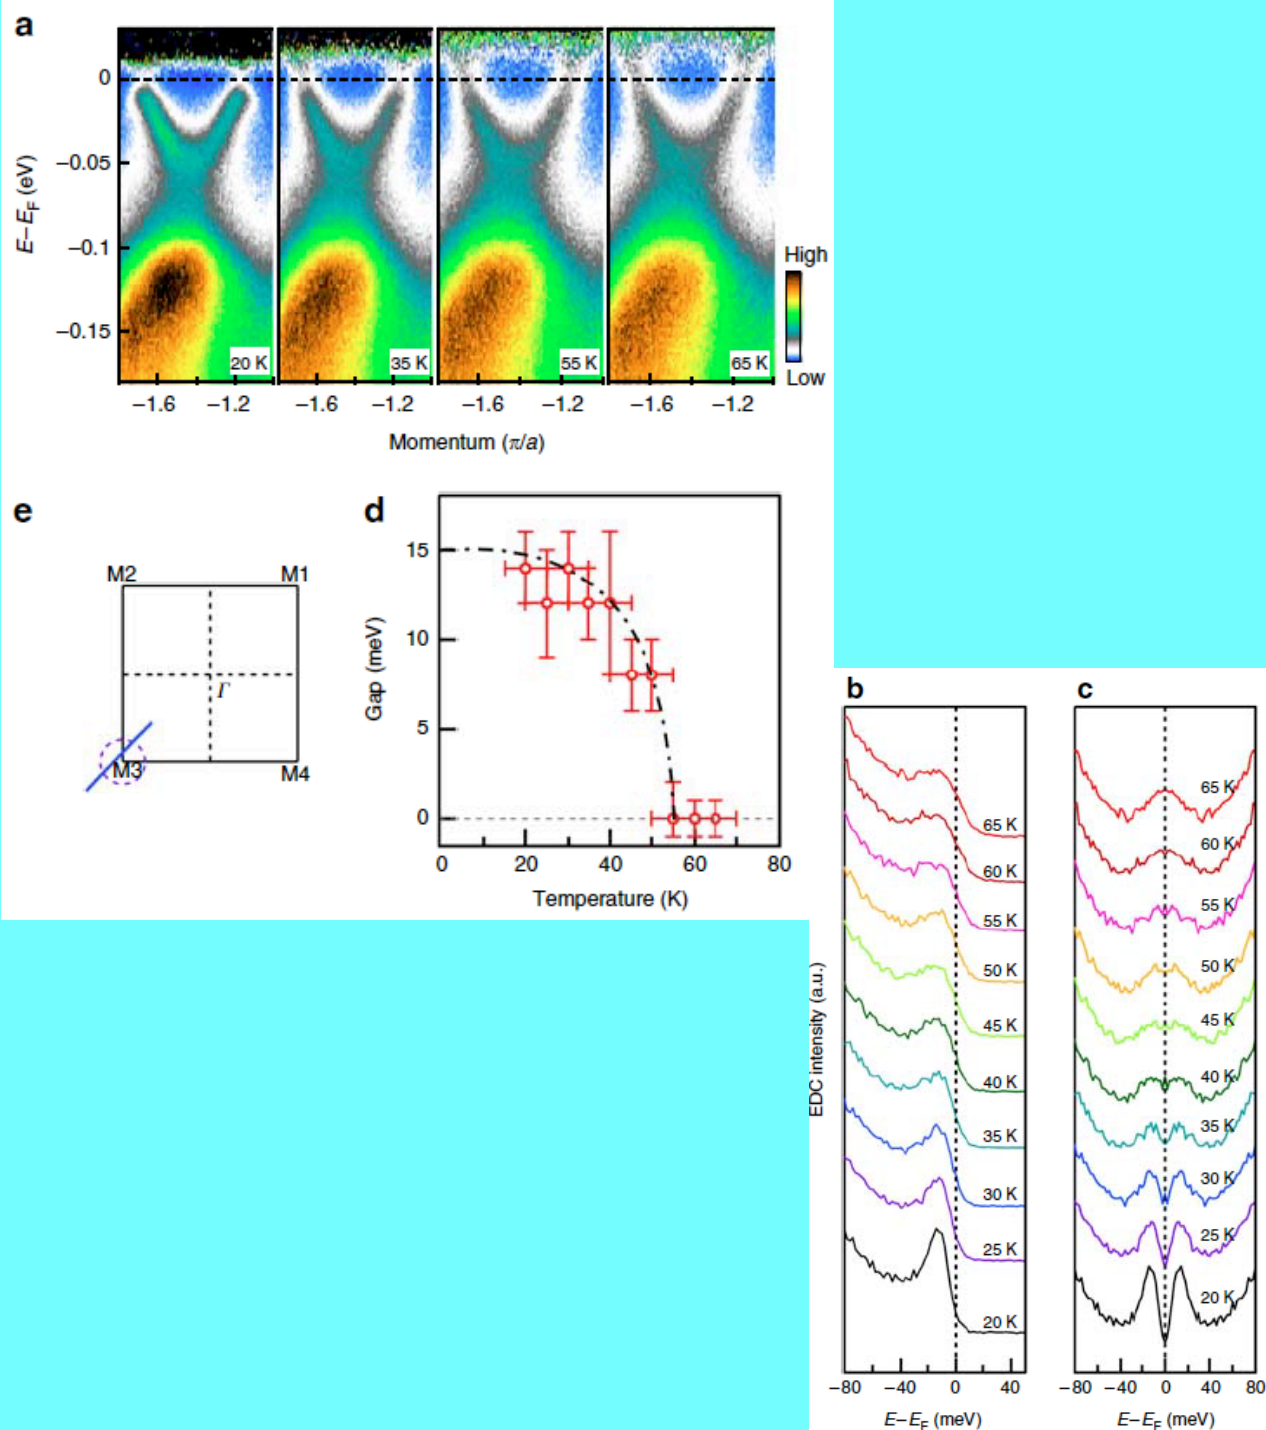 a
0
−0.05
−0.1
−0.15
E−E_F (eV)
20 K
35 K
55 K
65 K
−1.6 −1.2 −1.6 −1.2 −1.6 −1.2 −1.6 −1.2
Momentum (π/a)
High
Low
e
M2 M1
Γ
M3 M4
d
15
10
5
0
Gap (meV)
0 20 40 60 80
Temperature (K)
b
65 K
60 K
55 K
50 K
45 K
40 K
35 K
30 K
25 K
20 K
EDC intensity (a.u.)
−80 −40 0 40
E−E_F (meV)
c
65 K
60 K
55 K
50 K
45 K
40 K
35 K
30 K
25 K
20 K
−80 −40 0 40 80
E−E_F (meV)